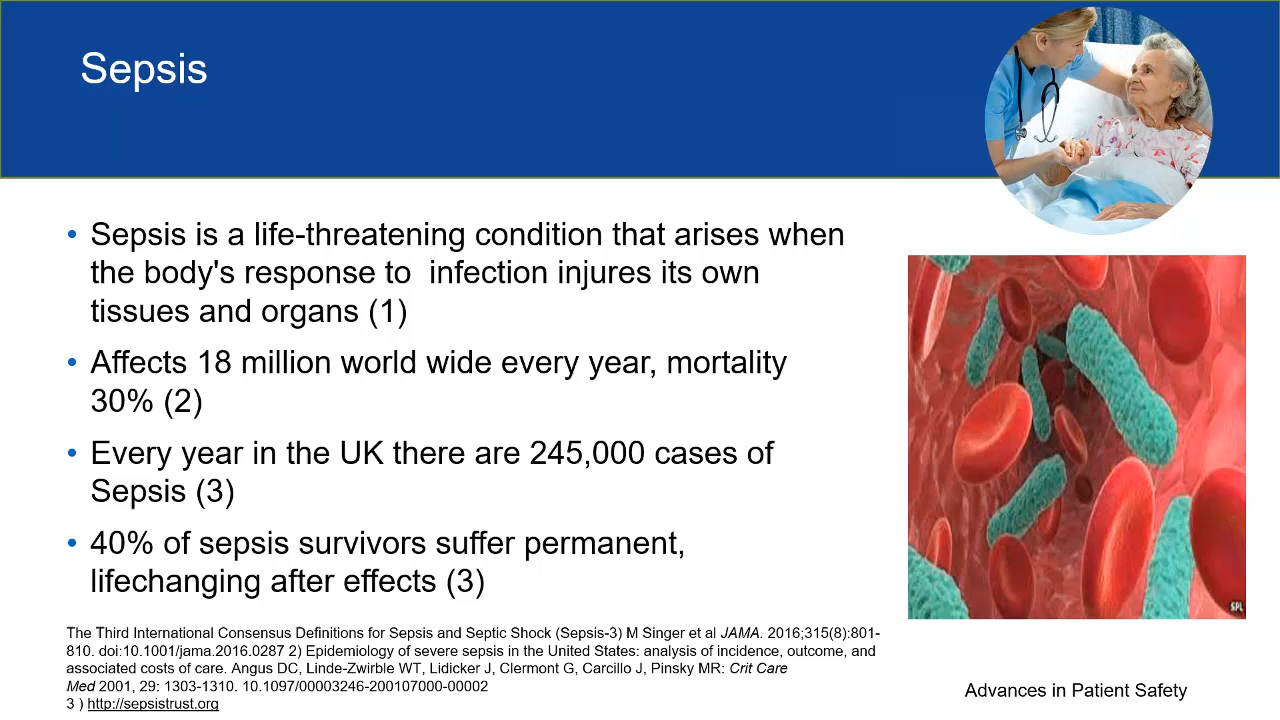 Sepsis
• Sepsis is a life-threatening condition that arises when
the body's response to  infection injures its own
tissues and organs (1)
• Affects 18 million world wide every year, mortality
30% (2)
• Every year in the UK there are 245,000 cases of
Sepsis (3)
• 40% of sepsis survivors suffer permanent,
lifechanging after effects (3)
SPL
The Third International Consensus Definitions for Sepsis and Septic Shock (Sepsis-3) M Singer et al JAMA. 2016;315(8):801-
810. doi:10.1001/jama.2016.0287 2) Epidemiology of severe sepsis in the United States: analysis of incidence, outcome, and
associated costs of care. Angus DC, Linde-Zwirble WT, Lidicker J, Clermont G, Carcillo J, Pinsky MR: Crit Care
Med 2001, 29: 1303-1310. 10.1097/00003246-200107000-00002
3 ) http://sepsistrust.org
Advances in Patient Safety